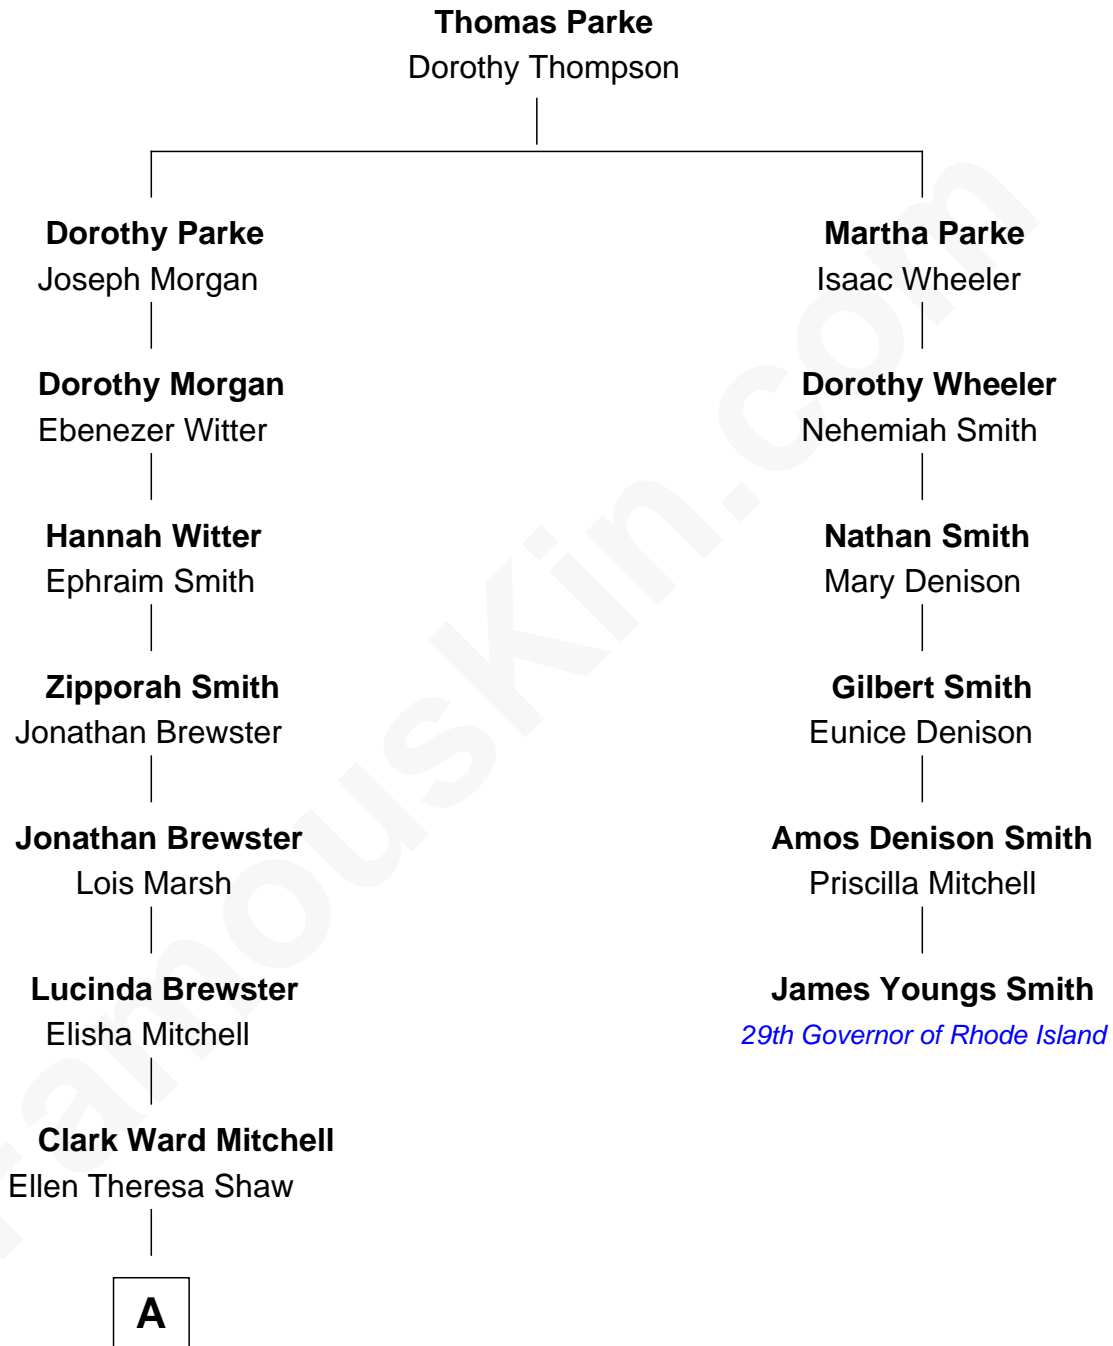 Thomas Parke
Dorothy Thompson
Dorothy Parke
Joseph Morgan
Martha Parke
Isaac Wheeler
Dorothy Morgan
Ebenezer Witter
Dorothy Wheeler
Nehemiah Smith
Hannah Witter
Ephraim Smith
Nathan Smith
Mary Denison
Zipporah Smith
Jonathan Brewster
Gilbert Smith
Eunice Denison
Jonathan Brewster
Lois Marsh
Amos Denison Smith
Priscilla Mitchell
Lucinda Brewster
Elisha Mitchell
James Youngs Smith
29th Governor of Rhode Island
Clark Ward Mitchell
Ellen Theresa Shaw
A
FamousKin.com